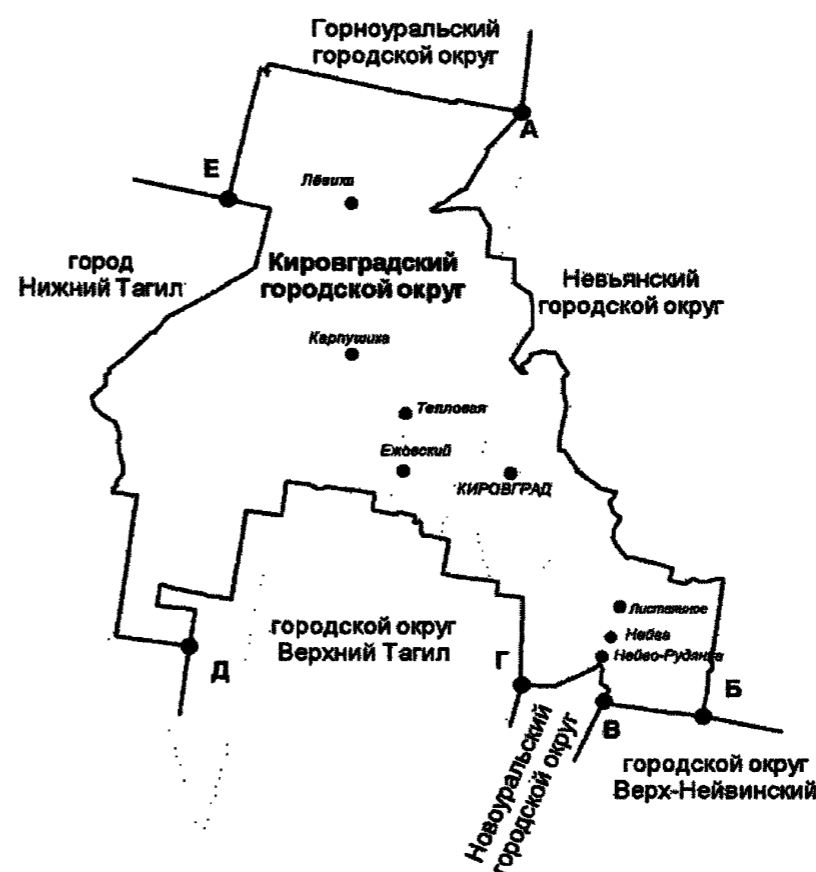 Горноуральский
городской округ
А
Е
Лёвиха
город
Нижний Тагил
Кировградский
городской округ
Невьянский
городской округ
Карпушиха
Тепловая
Ежовский
КИРОВГРАД
Листвяное
Нейва
Нейво-Рудянка
городской округ
Верхний Тагил
Д
Г
В
Б
Новоуральский
городской округ
городской округ
Верх-Нейвинский